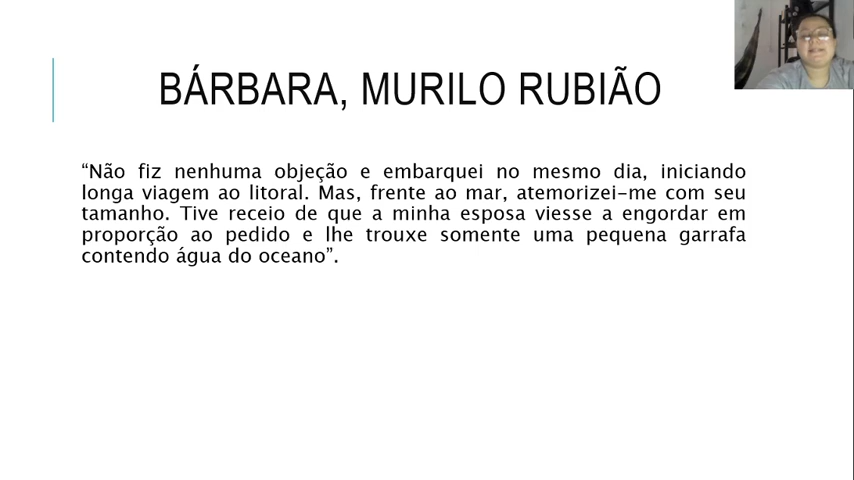 BÁRBARA, MURILO RUBIÃO
“Não fiz nenhuma objeção e embarquei no mesmo dia, iniciando
longa viagem ao litoral. Mas, frente ao mar, atemorizei-me com seu
tamanho. Tive receio de que a minha esposa viesse a engordar em
proporção ao pedido e lhe trouxe somente uma pequena garrafa
contendo água do oceano”.